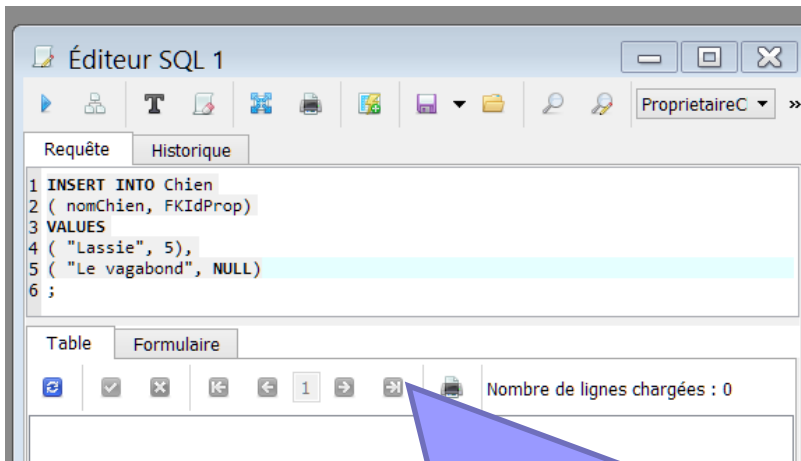 Éditeur SQL 1
T ProprietaireC »
Requête Historique
1 INSERT INTO Chien
2 ( nomChien, FKIdProp)
3 VALUES
4 ( "Lassie", 5),
5 ( "Le vagabond", NULL)
6 ;
Table Formulaire
1 Nombre de lignes chargées : 0